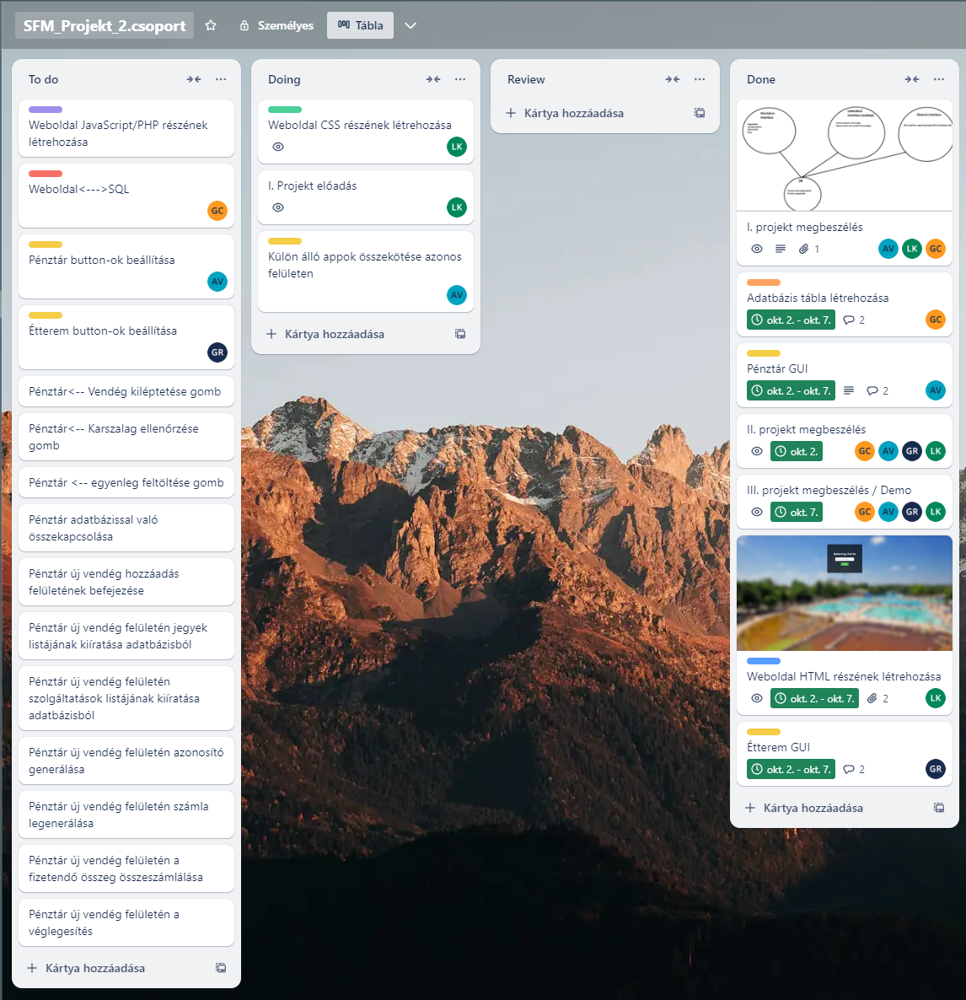 SFM_Projekt_2.csoport
Személyes
Tábla
To do
Weboldal JavaScript/PHP részének
létrehozása
Weboldal<--->SQL
GC
Pénztár button-ok beállítása
AV
Étterem button-ok beállítása
GR
Pénztár<-- Vendég kiléptetése gomb
Pénztár<-- Karszalag ellenőrzése
gomb
Pénztár <-- egyenleg feltöltése gomb
Pénztár adatbázissal való
összekapcsolása
Pénztár új vendég hozzáadás
felületének befejezése
Pénztár új vendég felületén jegyek
listájának kiíratása adatbázisból
Pénztár új vendég felületén
szolgáltatások listájának kiíratása
adatbázisból
Pénztár új vendég felületén azonosító
generálása
Pénztár új vendég felületén számla
legenerálása
Pénztár új vendég felületén a
fizetendő összeg összeszámlálása
Pénztár új vendég felületén a
véglegesítés
Kártya hozzáadása
Doing
Weboldal CSS részének létrehozása
LK
I. Projekt előadás
LK
Külön álló appok összekötése azonos
felületen
AV
Kártya hozzáadása
Review
Kártya hozzáadása
Done
I. projekt megbeszélés
1 AV LK GC
Adatbázis tábla létrehozása
okt. 2. - okt. 7. 2 GC
Pénztár GUI
okt. 2. - okt. 7. 2 AV
II. projekt megbeszélés
okt. 2. GC AV GR LK
III. projekt megbeszélés / Demo
okt. 7. GC AV GR LK
Weboldal HTML részének létrehozása
okt. 2. - okt. 7. 2 LK
Étterem GUI
okt. 2. - okt. 7. 2 GR
Kártya hozzáadása